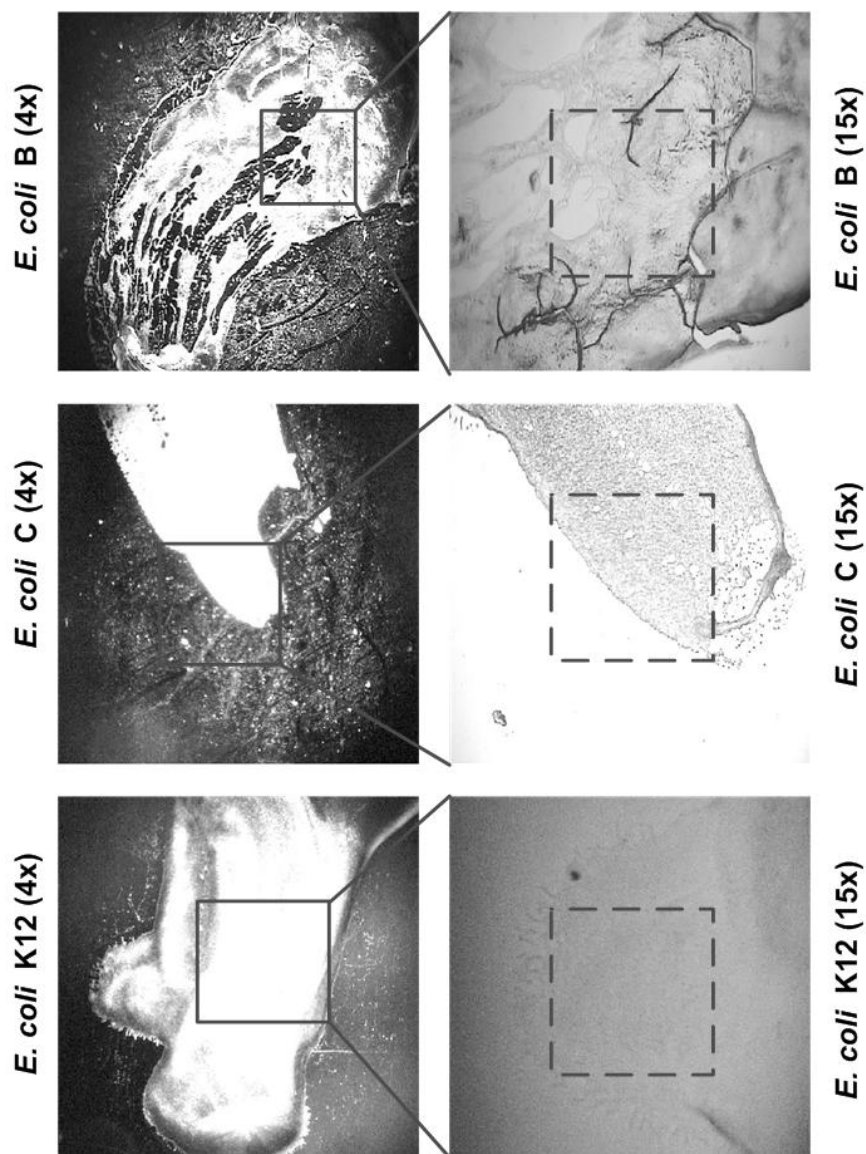 E. coli B (4x)
E. coli B (15x)
E. coli C (4x)
E. coli C (15x)
E. coli K12 (4x)
E. coli K12 (15x)